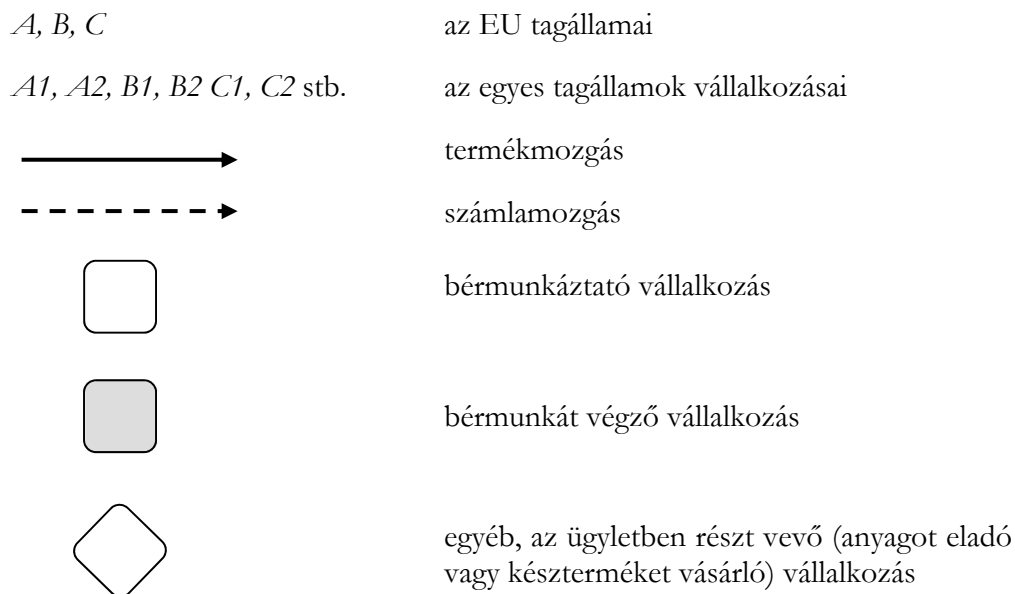 A, B, C az EU tagállamai
A1, A2, B1, B2 C1, C2 stb. az egyes tagállamok vállalkozásai
termékmozgás
számlamozgás
bérmunkáztató vállalkozás
bérmunkát végző vállalkozás
egyéb, az ügyletben részt vevő (anyagot eladó
vagy készterméket vásárló) vállalkozás